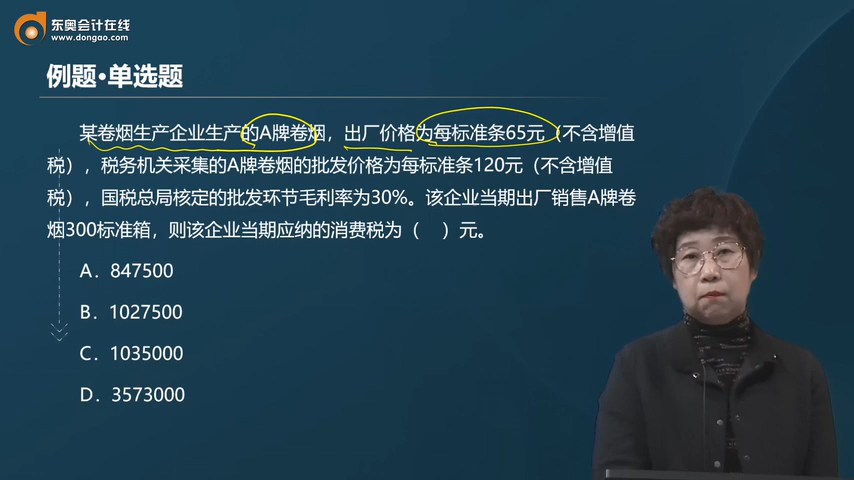 东奥会计在线
www.dongao.com
例题•单选题
某卷烟生产企业生产的A牌卷烟，出厂价格为每标准条65元（不含增值
税），税务机关采集的A牌卷烟的批发价格为每标准条120元（不含增值
税），国税总局核定的批发环节毛利率为30%。该企业当期出厂销售A牌卷
烟300标准箱，则该企业当期应纳的消费税为（　）元。
A．847500
B．1027500
C．1035000
D．3573000